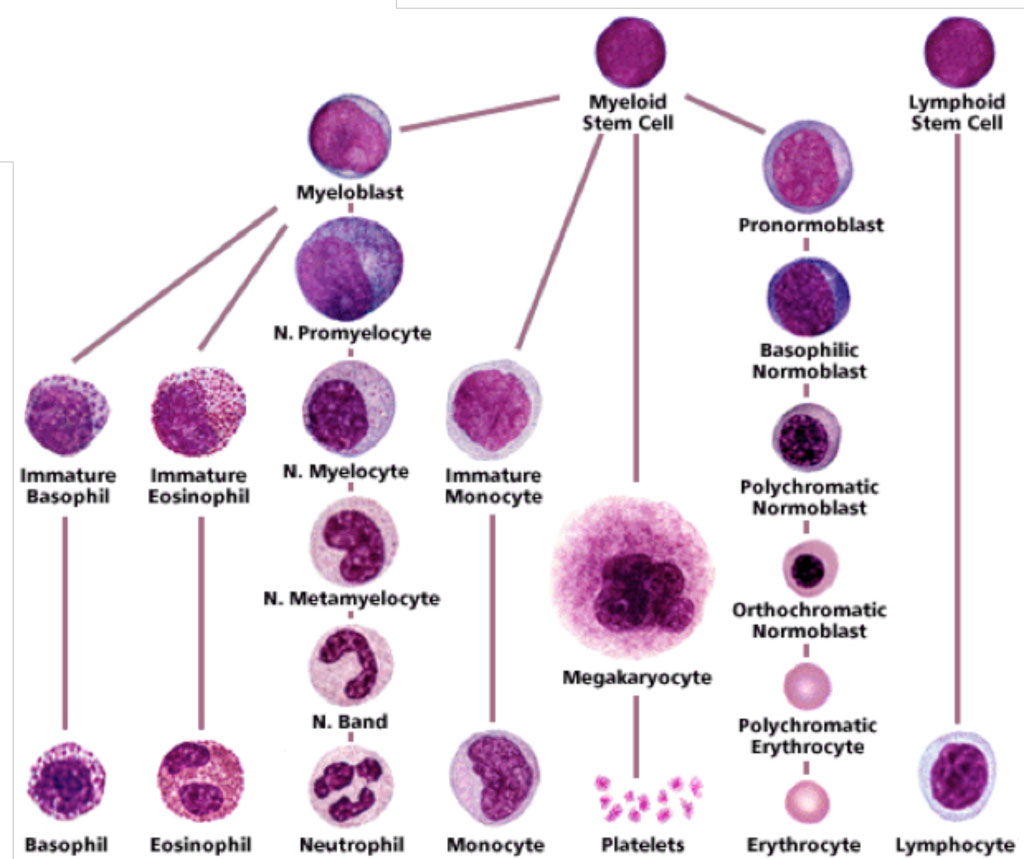 Myeloid
Stem Cell
Lymphoid
Stem Cell
Myeloblast
Pronormoblast
N. Promyelocyte
Basophilic
Normoblast
Immature
Basophil
Immature
Eosinophil
N. Myelocyte
Immature
Monocyte
Polychromatic
Normoblast
N. Metamyelocyte
Orthochromatic
Normoblast
Megakaryocyte
N. Band
Polychromatic
Erythrocyte
Basophil
Eosinophil
Neutrophil
Monocyte
Platelets
Erythrocyte
Lymphocyte